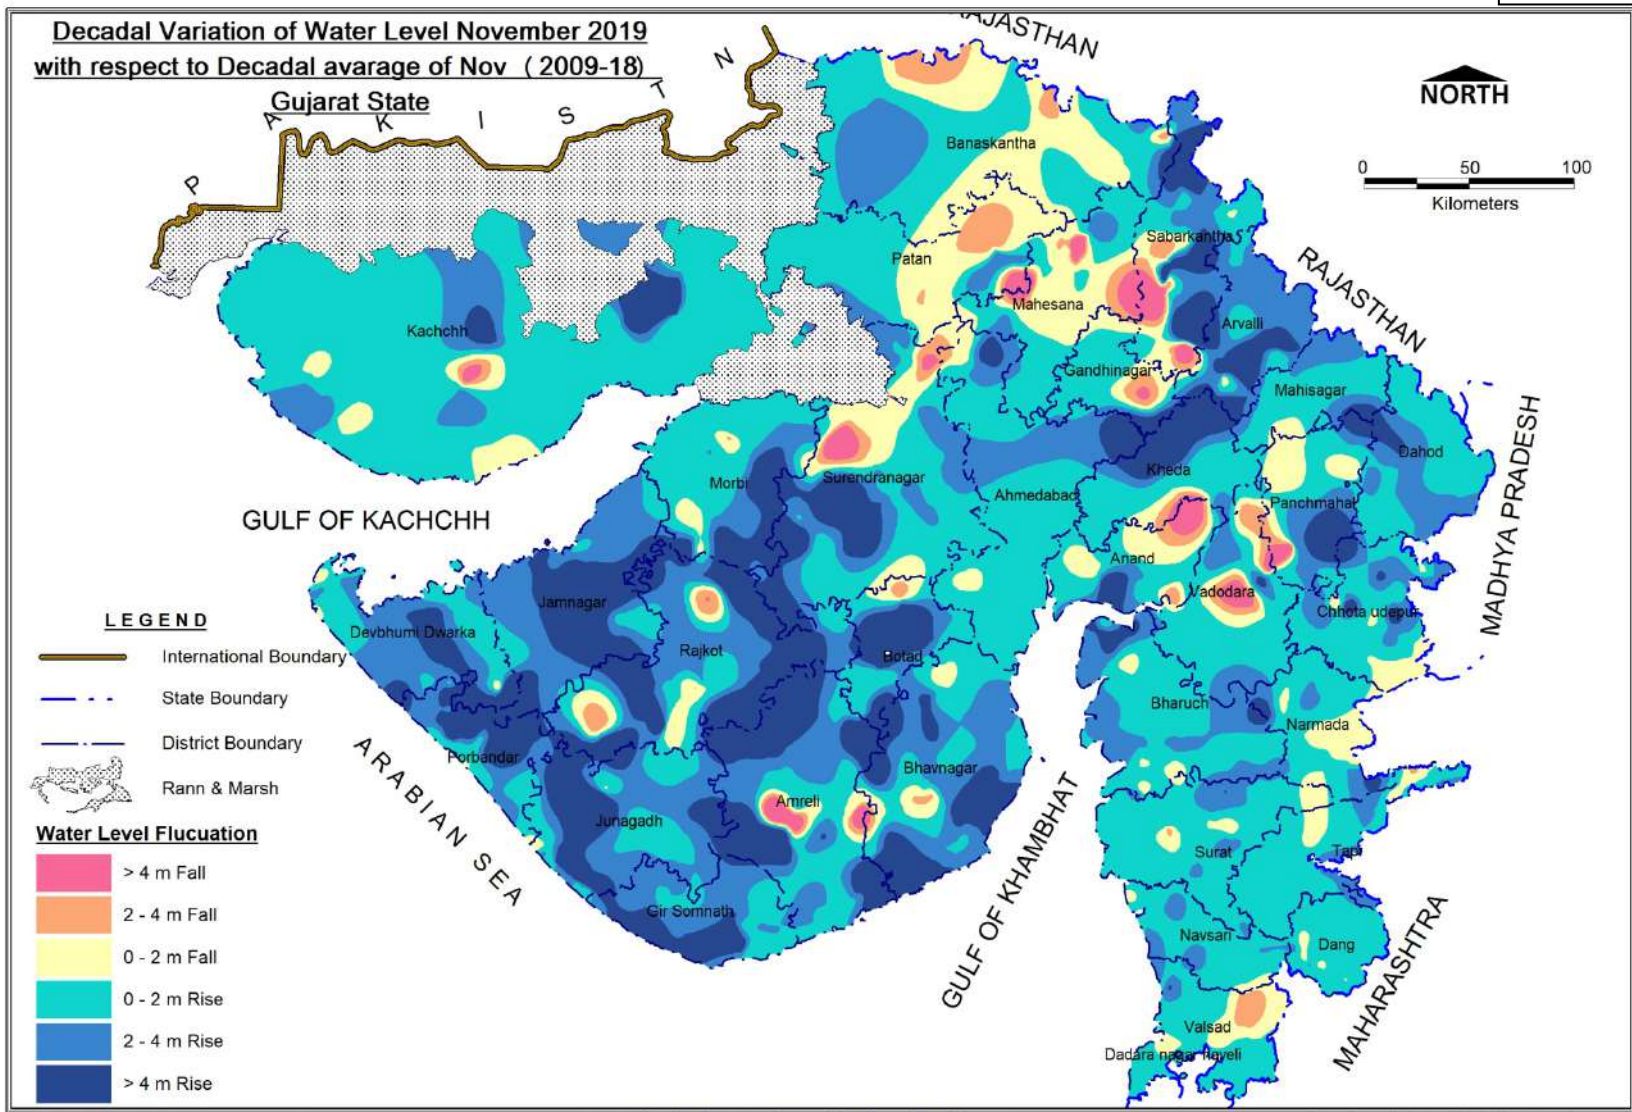 Decadal Variation of Water Level November 2019
with respect to Decadal avarage of Nov ( 2009-18)
Gujarat State
P A K I S T N
RAJASTHAN
NORTH
0 50 100
Kilometers
Banaskantha
Patan
Sabarkantha
Mahesana
RAJASTHAN
Kachchh
Arvalli
Gandhinagar
Mahisagar
Dahod
Morbi
Surendranagar
Ahmedabad
Kheda
Panchmahal
GULF OF KACHCHH
Anand
MADHYA PRADESH
Jamnagar
Vadodara
Chhota udepur
Devbhumi Dwarka
Rajkot
Botad
Bharuch
Narmada
Porbandar
ARABIAN SEA
Bhavnagar
Amreli
Junagadh
GULF OF KHAMBHAT
Surat
Tapi
Gir Somnath
Navsari
Dang
MAHARASHTRA
Valsad
Dadara nagar haveli
LEGEND
International Boundary
State Boundary
District Boundary
Rann & Marsh
Water Level Flucuation
> 4 m Fall
2 - 4 m Fall
0 - 2 m Fall
0 - 2 m Rise
2 - 4 m Rise
> 4 m Rise